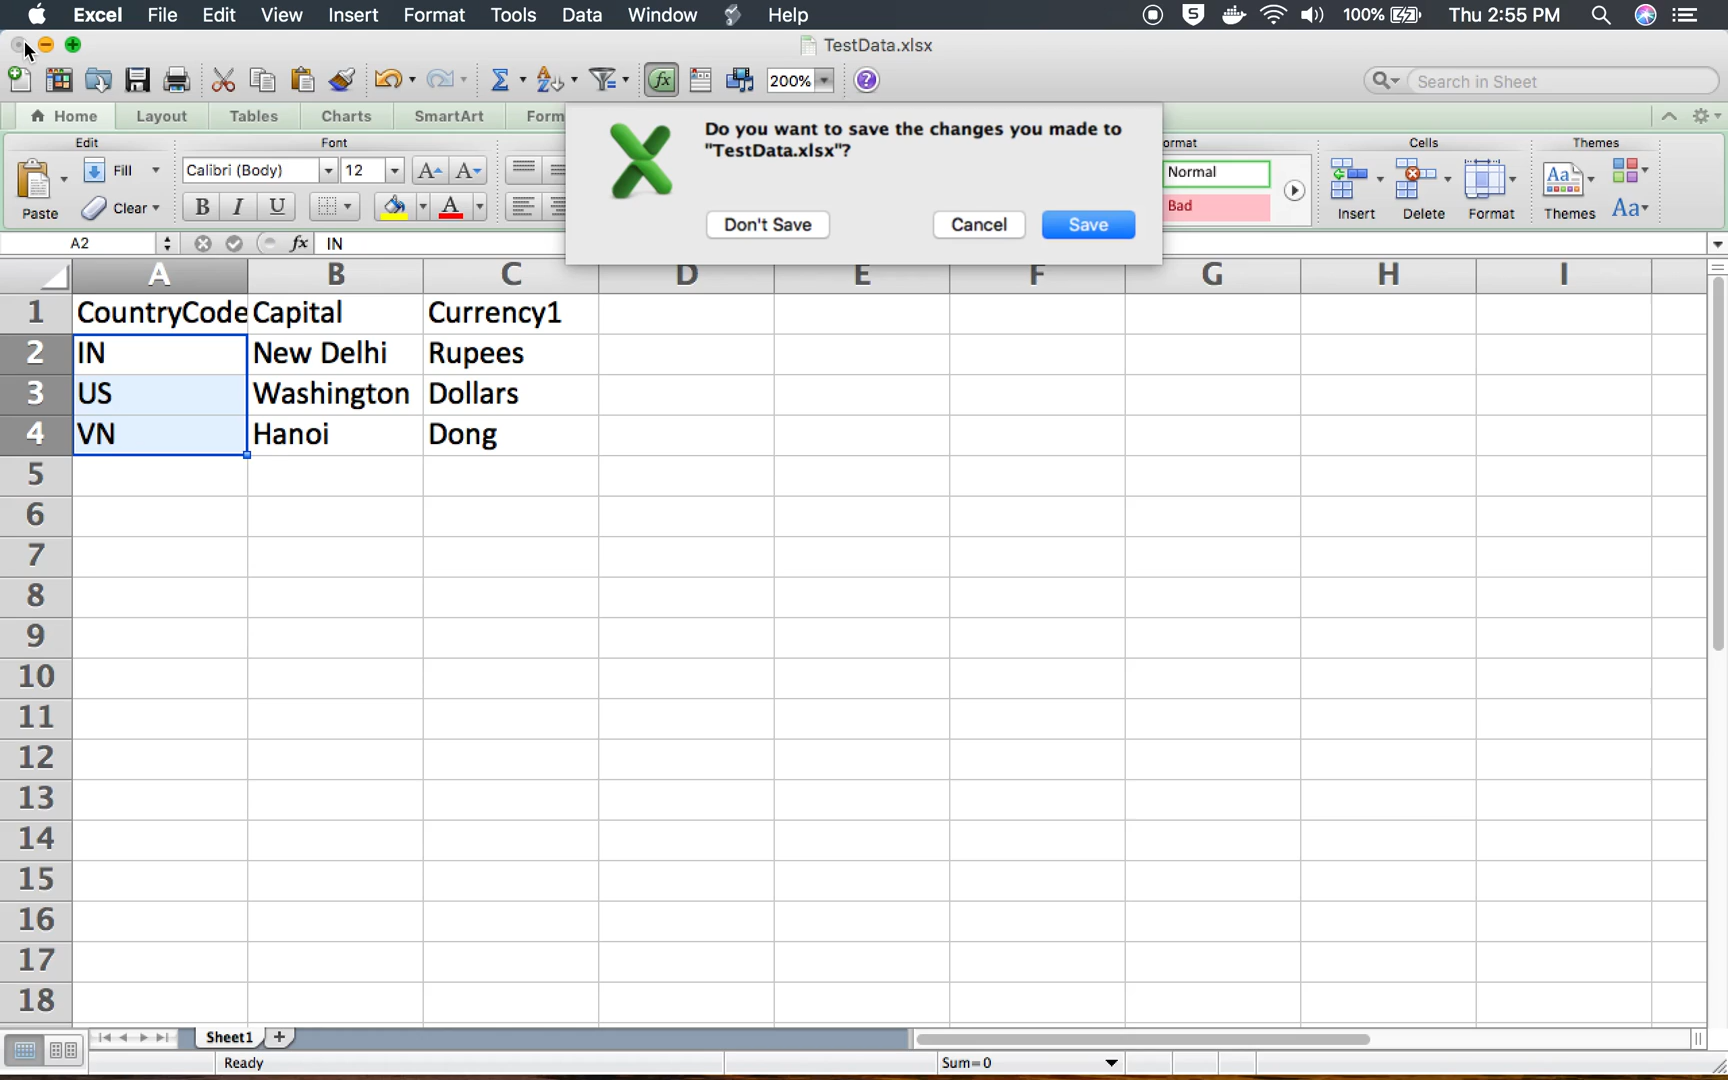 Excel File Edit View Insert Format Tools Data Window Help 100% Thu 2:55 PM
TestData.xlsx
200% Search in Sheet
Home Layout Tables Charts SmartArt Form
Edit Font ormat Cells Themes
Fill Calibri (Body) 12 Normal
Paste Clear B I U A Bad Insert Delete Format Themes Aa
Do you want to save the changes you made to
"TestData.xlsx"?
Don't Save Cancel Save
A2 fx IN
A B C D E F G H I
1 CountryCode Capital Currency1
2 IN New Delhi Rupees
3 US Washington Dollars
4 VN Hanoi Dong
5
6
7
8
9
10
11
12
13
14
15
16
17
18
Sheet1
Ready Sum=0